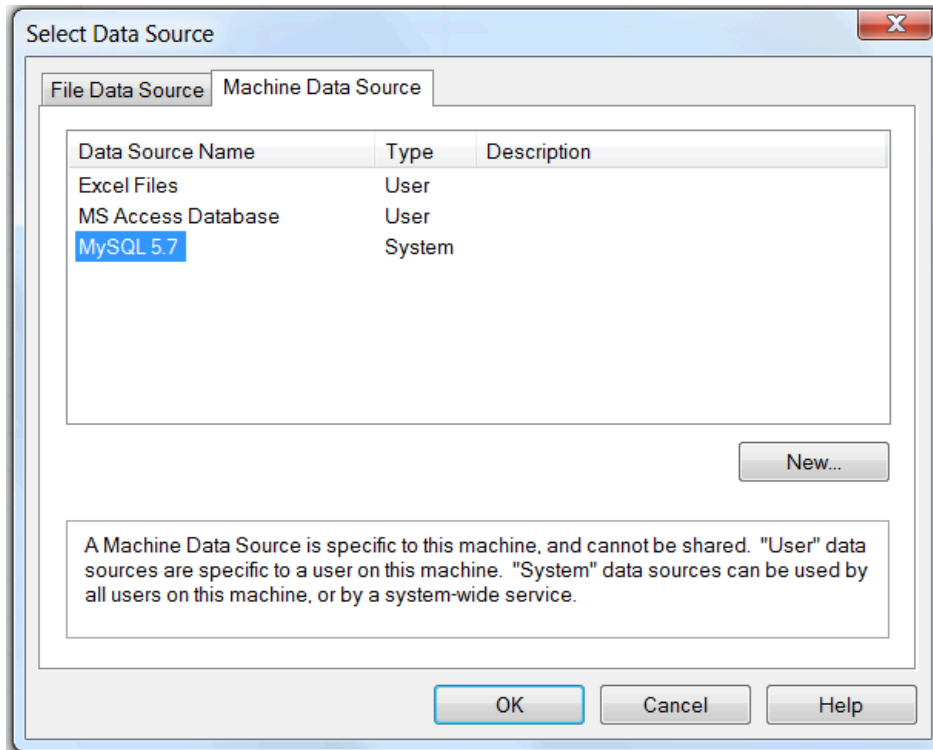 Select Data Source
File Data Source Machine Data Source
Data Source Name Type Description
Excel Files User
MS Access Database User
MySQL 5.7 System
New...
A Machine Data Source is specific to this machine, and cannot be shared.  "User" data
sources are specific to a user on this machine.  "System" data sources can be used by
all users on this machine, or by a system-wide service.
OK Cancel Help